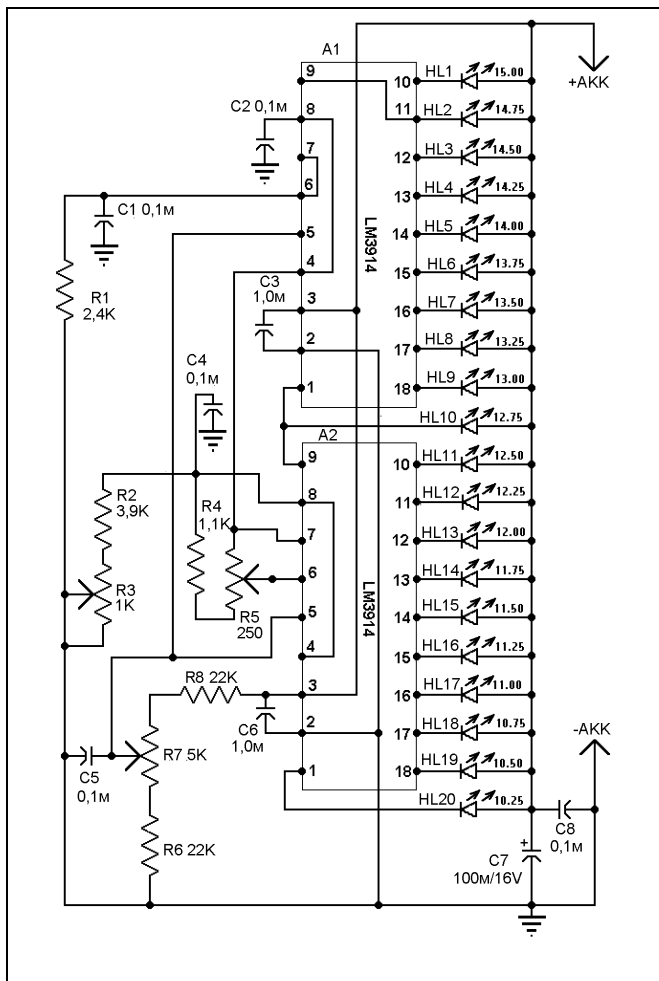 A1
9 10 HL1 15.00
+AKK
C2 0,1м 8 11 HL2 14.75
7 12 HL3 14.50
6 13 HL4 14.25
C1 0,1м 5 14 HL5 14.00
LM3914
4 15 HL6 13.75
R1
2,4K
C3
1,0м
3 16 HL7 13.50
2 17 HL8 13.25
C4
0,1м
1 18 HL9 13.00
HL10 12.75
A2
9 10 HL11 12.50
R2
3,9K
R4
1,1K
8 11 HL12 12.25
7 12 HL13 12.00
R3
1K
6 13 HL14 11.75
LM3914
R5
250
5 14 HL15 11.50
4 15 HL16 11.25
R8 22K
3 16 HL17 11.00
C6
1,0м
2 17 HL18 10.75
-AKK
R7 5K
C5
0,1м
1 18 HL19 10.50
HL20 10.25
C8
0,1м
R6 22K
+
C7
100м/16V